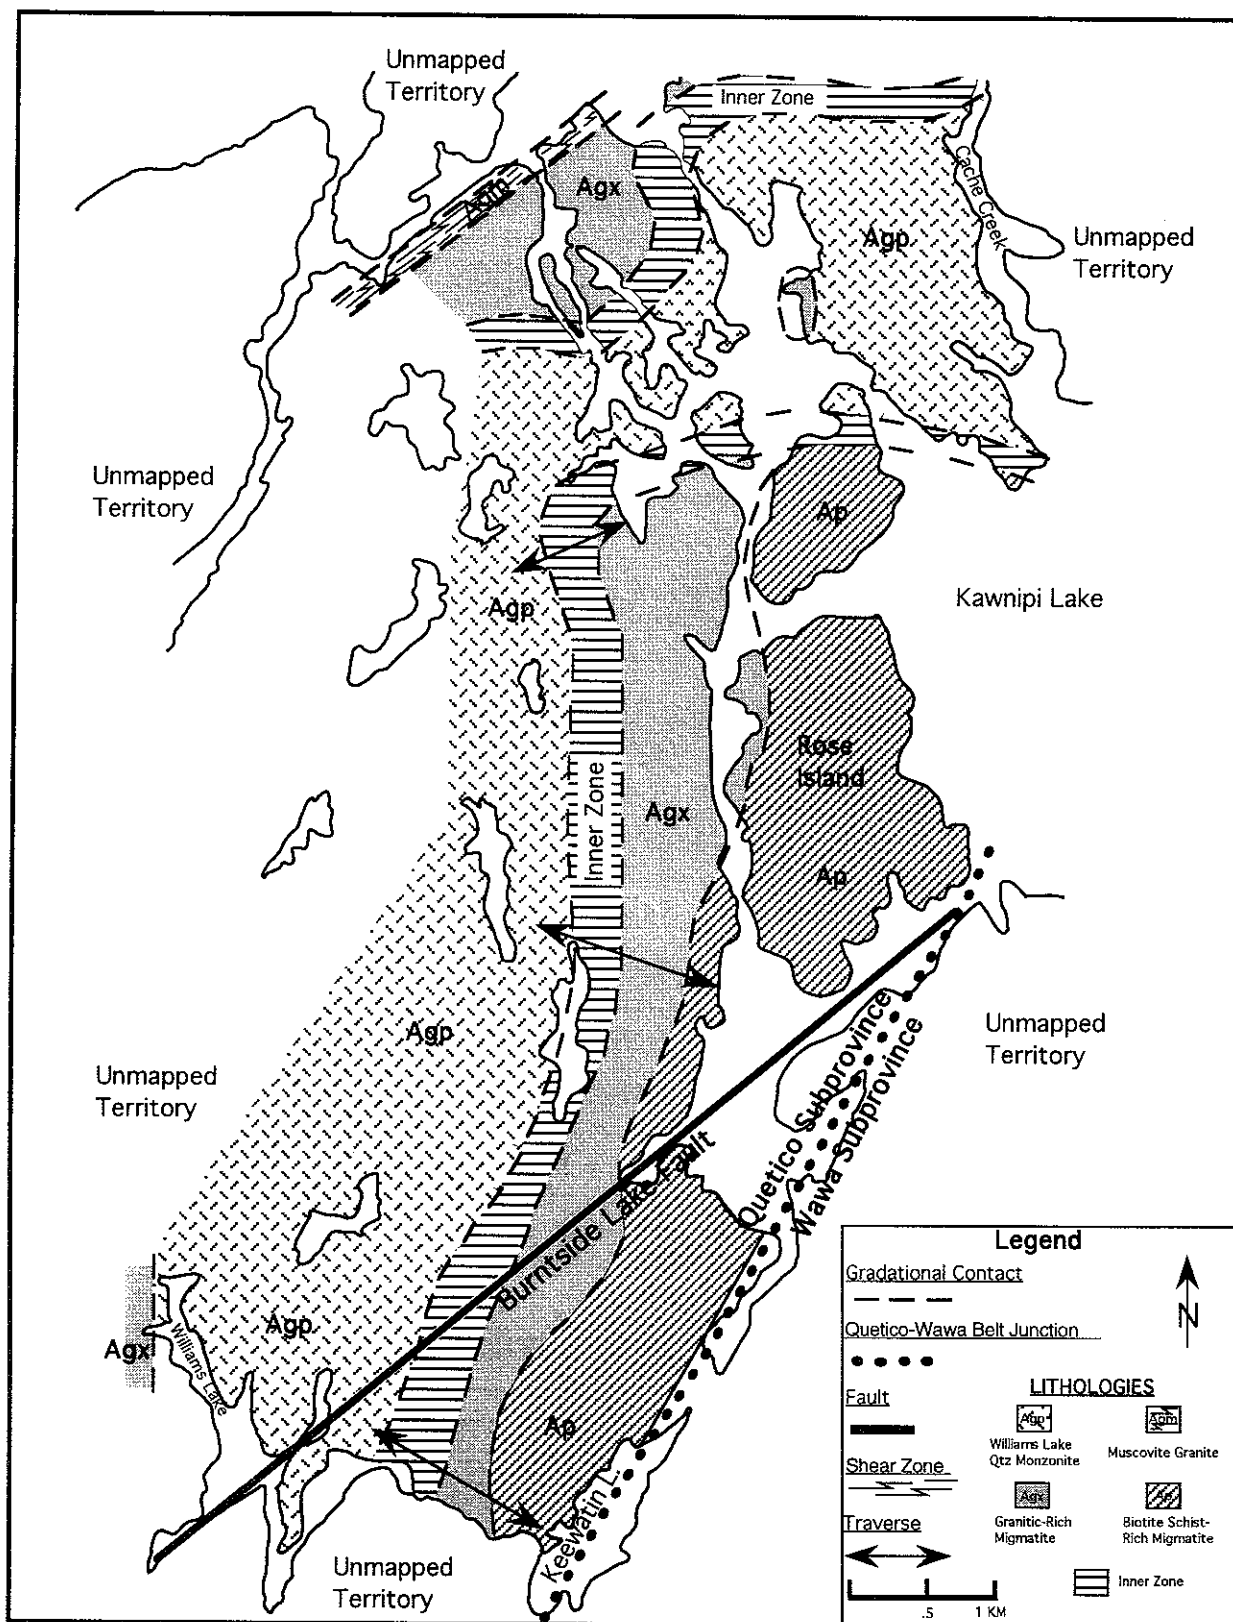 Unmapped
Territory
Inner Zone
Agm
Agx
Cache Creek
Agp
Unmapped
Territory
Unmapped
Territory
Ap
Agp
Kawnipi Lake
Rose
Island
Inner Zone
Agx
Ap
Agp
Unmapped
Territory
Unmapped
Territory
Quetico Subprovince
Wawa Subprovince
Burntside Lake Fault
Agx
Williams Lake
Agp
Ap
Keewatin L.
Unmapped
Territory
Legend
Gradational Contact
N
Quetico-Wawa Belt Junction
Fault
LITHOLOGIES
Agp
Agm
Williams Lake
Qtz Monzonite
Muscovite Granite
Shear Zone
Agx
Ap
Granitic-Rich
Migmatite
Biotite Schist-
Rich Migmatite
Traverse
Inner Zone
.5
1 KM